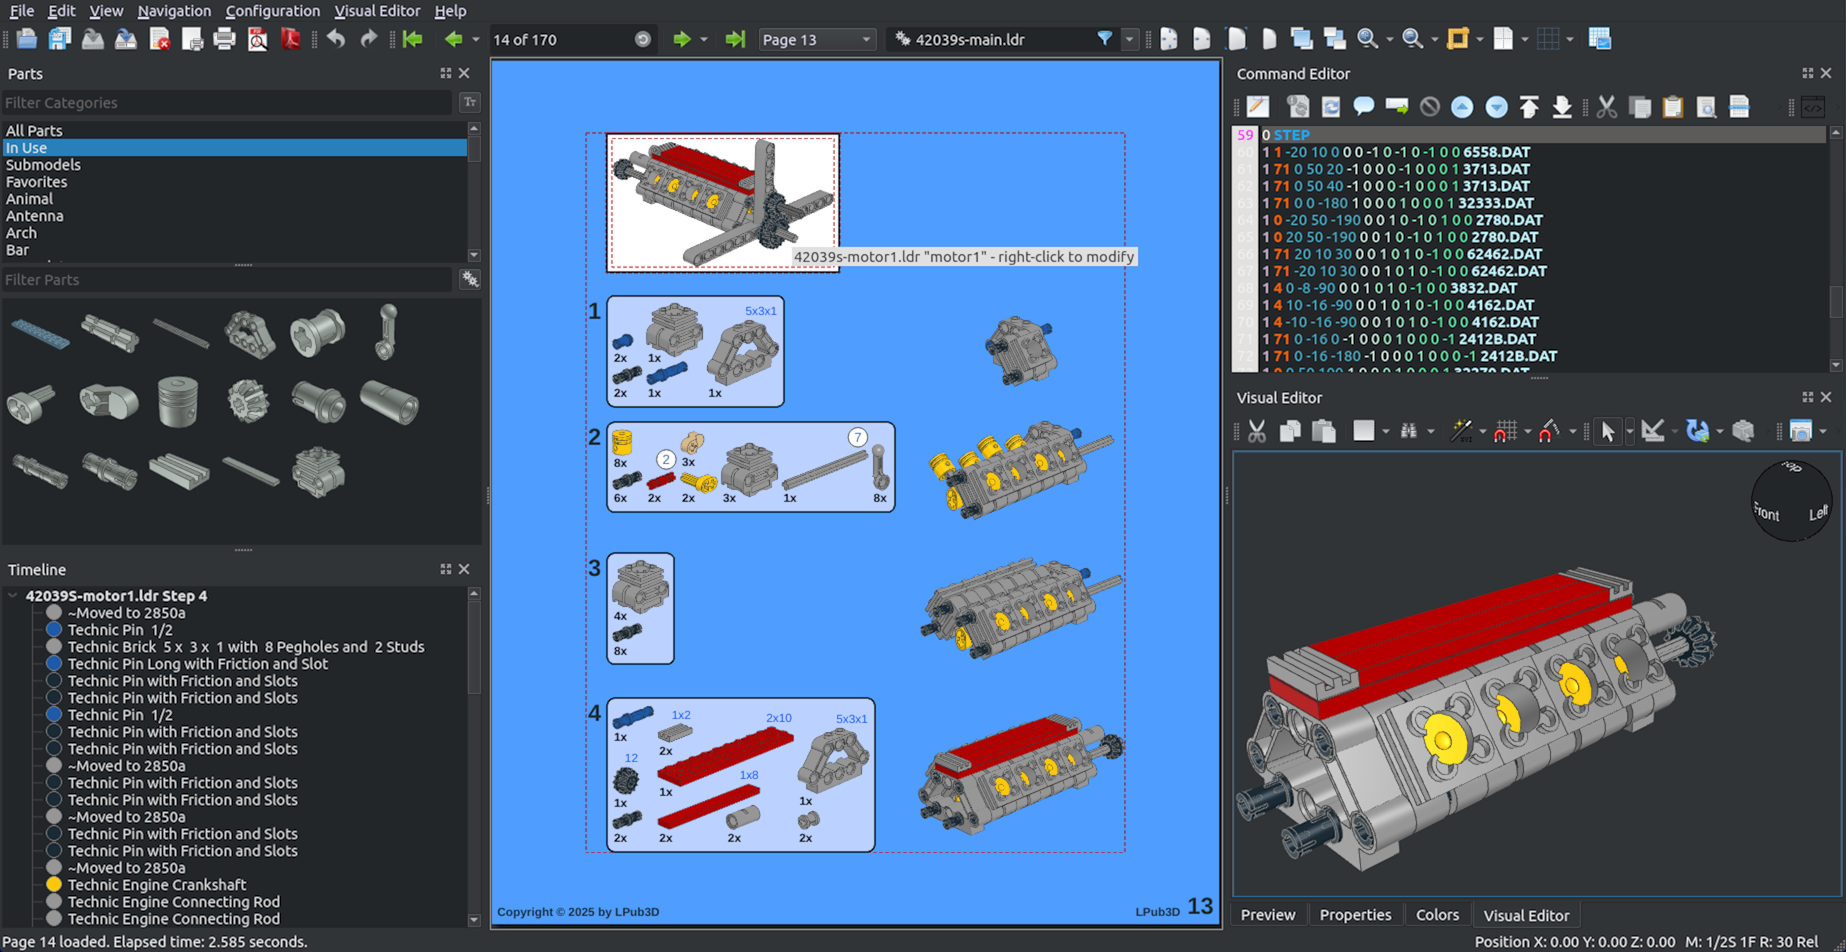 File Edit View Navigation Configuration Visual Editor Help
14 of 170
Page 13
42039s-main.ldr
Parts
Filter Categories
All Parts
In Use
Submodels
Favorites
Animal
Antenna
Arch
Bar
Filter Parts
Timeline
42039S-motor1.ldr Step 4
~Moved to 2850a
Technic Pin 1/2
Technic Brick 5 x 3 x 1 with 8 Pegholes and 2 Studs
Technic Pin Long with Friction and Slot
Technic Pin with Friction and Slots
Technic Pin with Friction and Slots
Technic Pin 1/2
Technic Pin with Friction and Slots
Technic Pin with Friction and Slots
~Moved to 2850a
Technic Pin with Friction and Slots
Technic Pin with Friction and Slots
~Moved to 2850a
Technic Pin with Friction and Slots
Technic Pin with Friction and Slots
~Moved to 2850a
Technic Engine Crankshaft
Technic Engine Connecting Rod
Technic Engine Connecting Rod
Page 14 loaded. Elapsed time: 2.585 seconds.
42039s-motor1.ldr "motor1" - right-click to modify
1
5x3x1
2x 1x
2x 1x 1x
2
7
8x 2 3x
6x 2x 2x 3x 1x 8x
3
4x
8x
4
1x2 2x10 5x3x1
1x 2x
12
1x8
1x 1x 1x
2x 2x 2x 2x
Copyright © 2025 by LPub3D
LPub3D 13
Command Editor
59 0 STEP
60 1 1 -20 10 0 0 0 -1 0 -1 0 -1 0 0 6558.DAT
61 1 71 0 50 20 -1 0 0 0 -1 0 0 0 1 3713.DAT
62 1 71 0 50 40 -1 0 0 0 -1 0 0 0 1 3713.DAT
63 1 71 0 0 -180 1 0 0 0 1 0 0 0 1 32333.DAT
64 1 0 -20 50 -190 0 0 1 0 -1 0 1 0 0 2780.DAT
65 1 0 20 50 -190 0 0 1 0 -1 0 1 0 0 2780.DAT
66 1 71 20 10 30 0 0 1 0 1 0 -1 0 0 62462.DAT
67 1 71 -20 10 30 0 0 1 0 1 0 -1 0 0 62462.DAT
68 1 4 0 -8 -90 0 0 1 0 1 0 -1 0 0 3832.DAT
69 1 4 10 -16 -90 0 0 1 0 1 0 -1 0 0 4162.DAT
70 1 4 -10 -16 -90 0 0 1 0 1 0 -1 0 0 4162.DAT
71 1 71 0 -16 0 -1 0 0 0 1 0 0 0 -1 2412B.DAT
72 1 71 0 -16 -180 -1 0 0 0 1 0 0 0 -1 2412B.DAT
Visual Editor
Front Left
Preview Properties Colors Visual Editor
Position X: 0.00 Y: 0.00 Z: 0.00 M: 1/2S 1F R: 30 Rel